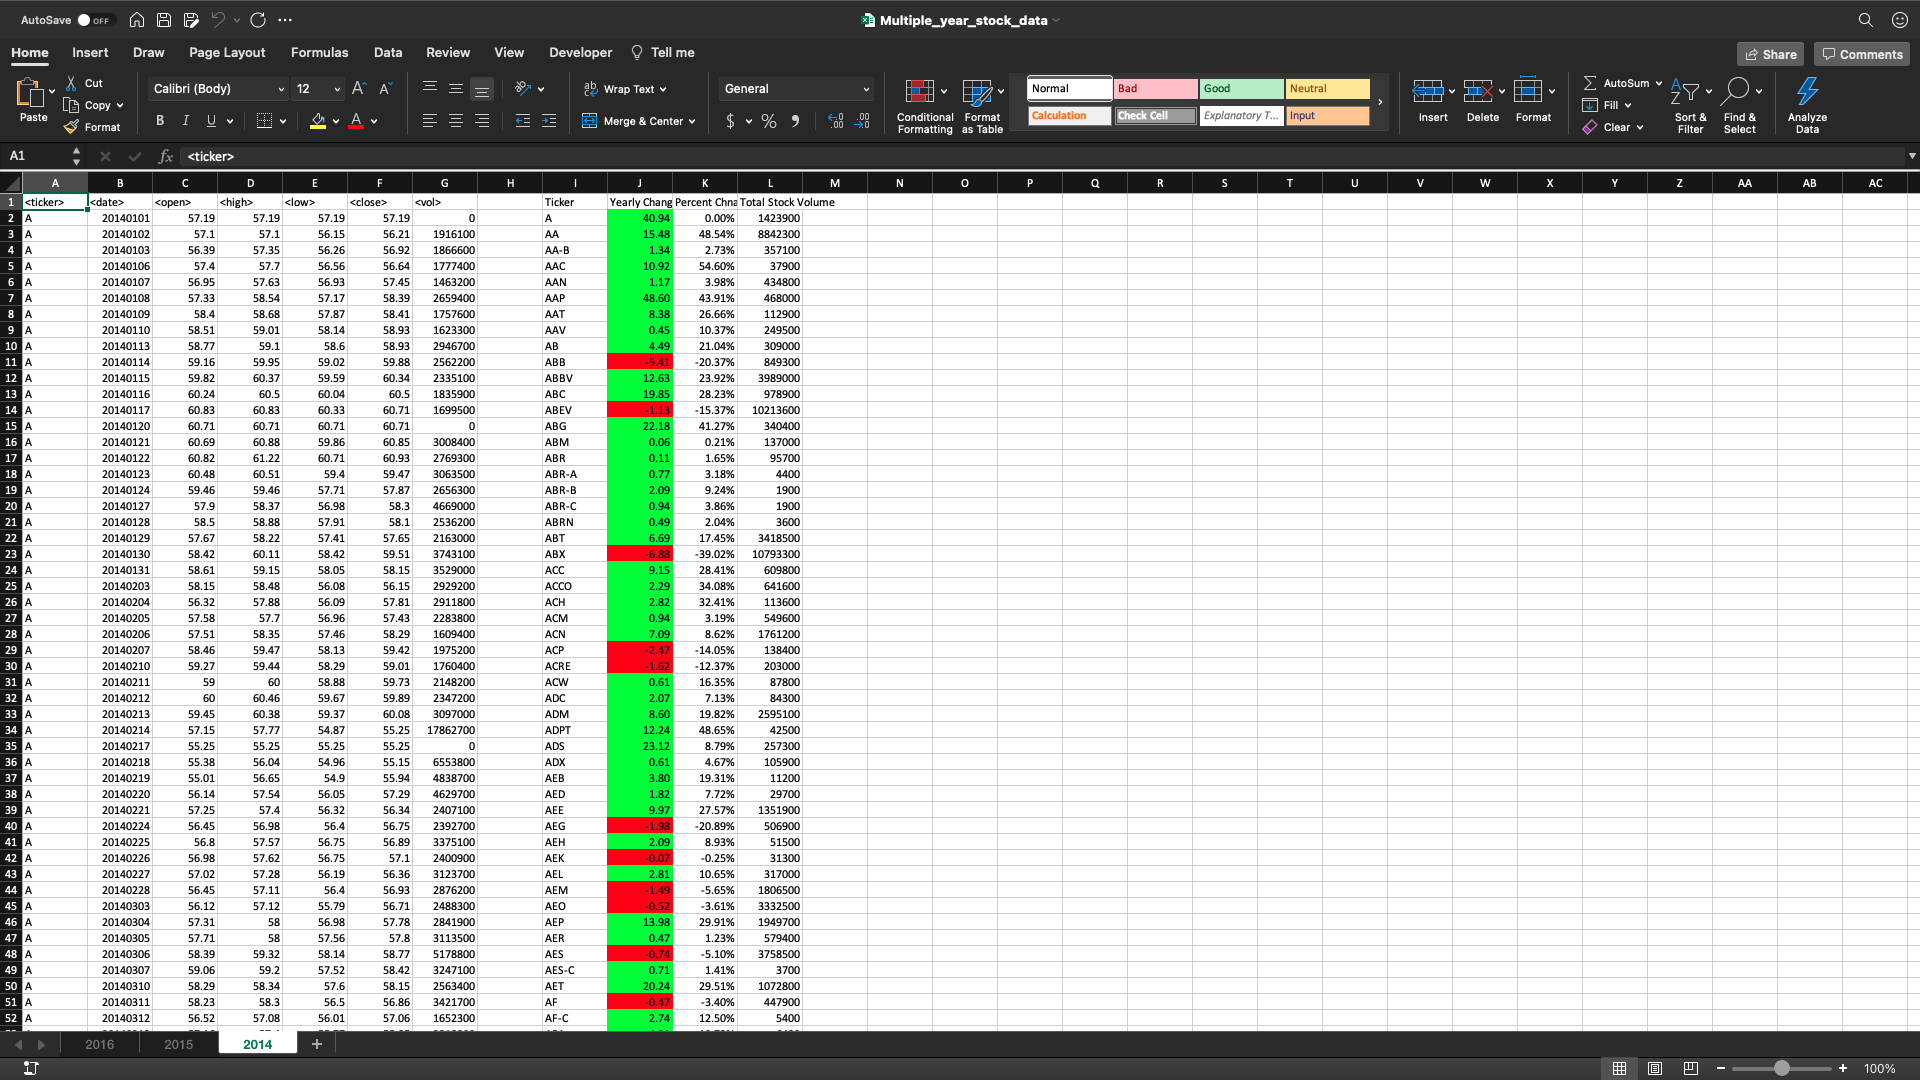 AutoSave OFF Multiple_year_stock_data
Home Insert Draw Page Layout Formulas Data Review View Developer Tell me Share Comments
Paste Cut Copy Format Calibri (Body) 12 A^ A B I U A ab Wrap Text Merge & Center General $ % 9 Conditional Formatting Format as Table Normal Bad Good Neutral Calculation Check Cell Explanatory T... Input Insert Delete Format AutoSum Fill Clear Sort & Filter Find & Select Analyze Data
A1 fx <ticker>
A B C D E F G H I J K L M N O P Q R S T U V W X Y Z AA AB AC
1 <ticker> <date> <open> <high> <low> <close> <vol> Ticker Yearly Chang Percent Chna Total Stock Volume
2 A 20140101 57.19 57.19 57.19 57.19 0 A 40.94 0.00% 1423900
3 A 20140102 57.1 57.1 56.15 56.21 1916100 AA 15.48 48.54% 8842300
4 A 20140103 56.39 57.35 56.26 56.92 1866600 AA-B 1.34 2.73% 357100
5 A 20140106 57.4 57.7 56.56 56.64 1777400 AAC 10.92 54.60% 37900
6 A 20140107 56.95 57.63 56.93 57.45 1463200 AAN 1.17 3.98% 434800
7 A 20140108 57.33 58.54 57.17 58.39 2659400 AAP 48.60 43.91% 468000
8 A 20140109 58.4 58.68 57.87 58.41 1757600 AAT 8.38 26.66% 112900
9 A 20140110 58.51 59.01 58.14 58.93 1623300 AAV 0.45 10.37% 249500
10 A 20140113 58.77 59.1 58.6 58.93 2946700 AB 4.49 21.04% 309000
11 A 20140114 59.16 59.95 59.02 59.88 2562200 ABB -5.41 -20.37% 849300
12 A 20140115 59.82 60.37 59.59 60.34 2335100 ABBV 12.63 23.92% 3989000
13 A 20140116 60.24 60.5 60.04 60.5 1835900 ABC 19.85 28.23% 978900
14 A 20140117 60.83 60.83 60.33 60.71 1699500 ABEV -1.13 -15.37% 10213600
15 A 20140120 60.71 60.71 60.71 60.71 0 ABG 22.18 41.27% 340400
16 A 20140121 60.69 60.88 59.86 60.85 3008400 ABM 0.06 0.21% 137000
17 A 20140122 60.82 61.22 60.71 60.93 2769300 ABR 0.11 1.65% 95700
18 A 20140123 60.48 60.51 59.4 59.47 3063500 ABR-A 0.77 3.18% 4400
19 A 20140124 59.46 59.46 57.71 57.87 2656300 ABR-B 2.09 9.24% 1900
20 A 20140127 57.9 58.37 56.98 58.3 4669000 ABR-C 0.94 3.86% 1900
21 A 20140128 58.5 58.88 57.91 58.1 2536200 ABRN 0.49 2.04% 3600
22 A 20140129 57.67 58.22 57.41 57.65 2163000 ABT 6.69 17.45% 3418500
23 A 20140130 58.42 60.11 58.42 59.51 3743100 ABX -6.88 -39.02% 10793300
24 A 20140131 58.61 59.15 58.05 58.15 3529000 ACC 9.15 28.41% 609800
25 A 20140203 58.15 58.48 56.08 56.15 2929200 ACCO 2.29 34.08% 641600
26 A 20140204 56.32 57.88 56.09 57.81 2911800 ACH 2.82 32.41% 113600
27 A 20140205 57.58 57.7 56.96 57.43 2283800 ACM 0.94 3.19% 549600
28 A 20140206 57.51 58.35 57.46 58.29 1609400 ACN 7.09 8.62% 1761200
29 A 20140207 58.46 59.47 58.13 59.42 1975200 ACP -2.47 -14.05% 138400
30 A 20140210 59.27 59.44 58.29 59.01 1760400 ACRE -1.62 -12.37% 203000
31 A 20140211 59 60 58.88 59.73 2148200 ACW 0.61 16.35% 87800
32 A 20140212 60 60.46 59.67 59.89 2347200 ADC 2.07 7.13% 84300
33 A 20140213 59.45 60.38 59.37 60.08 3097000 ADM 8.60 19.82% 2595100
34 A 20140214 57.15 57.77 54.87 55.25 17862700 ADPT 12.24 48.65% 42500
35 A 20140217 55.25 55.25 55.25 55.25 0 ADS 23.12 8.79% 257300
36 A 20140218 55.38 56.04 54.96 55.15 6553800 ADX 0.61 4.67% 105900
37 A 20140219 55.01 56.65 54.9 55.94 4838700 AEB 3.80 19.31% 11200
38 A 20140220 56.14 57.54 56.05 57.29 4629700 AED 1.82 7.72% 29700
39 A 20140221 57.25 57.4 56.32 56.34 2407100 AEE 9.97 27.57% 1351900
40 A 20140224 56.45 56.98 56.4 56.75 2392700 AEG -1.98 -20.89% 506900
41 A 20140225 56.8 57.57 56.75 56.89 3375100 AEH 2.09 8.93% 51500
42 A 20140226 56.98 57.62 56.75 57.1 2400900 AEK -0.07 -0.25% 31300
43 A 20140227 57.02 57.28 56.19 56.36 3123700 AEL 2.81 10.65% 317000
44 A 20140228 56.45 57.11 56.4 56.93 2876200 AEM -1.49 -5.65% 1806500
45 A 20140303 56.12 57.12 55.79 56.71 2488300 AEO -0.52 -3.61% 3332500
46 A 20140304 57.31 58 56.98 57.78 2841900 AEP 13.98 29.91% 1949700
47 A 20140305 57.71 58 57.56 57.8 3113500 AER 0.47 1.23% 579400
48 A 20140306 58.39 59.32 58.14 58.77 5178800 AES -0.74 -5.10% 3758500
49 A 20140307 59.06 59.2 57.52 58.42 3247100 AES-C 0.71 1.41% 3700
50 A 20140310 58.29 58.34 57.6 58.15 2563400 AET 20.24 29.51% 1072800
51 A 20140311 58.23 58.3 56.5 56.86 3421700 AF -0.47 -3.40% 447900
52 A 20140312 56.52 57.08 56.01 57.06 1652300 AF-C 2.74 12.50% 5400
2016 2015 2014 +
100%